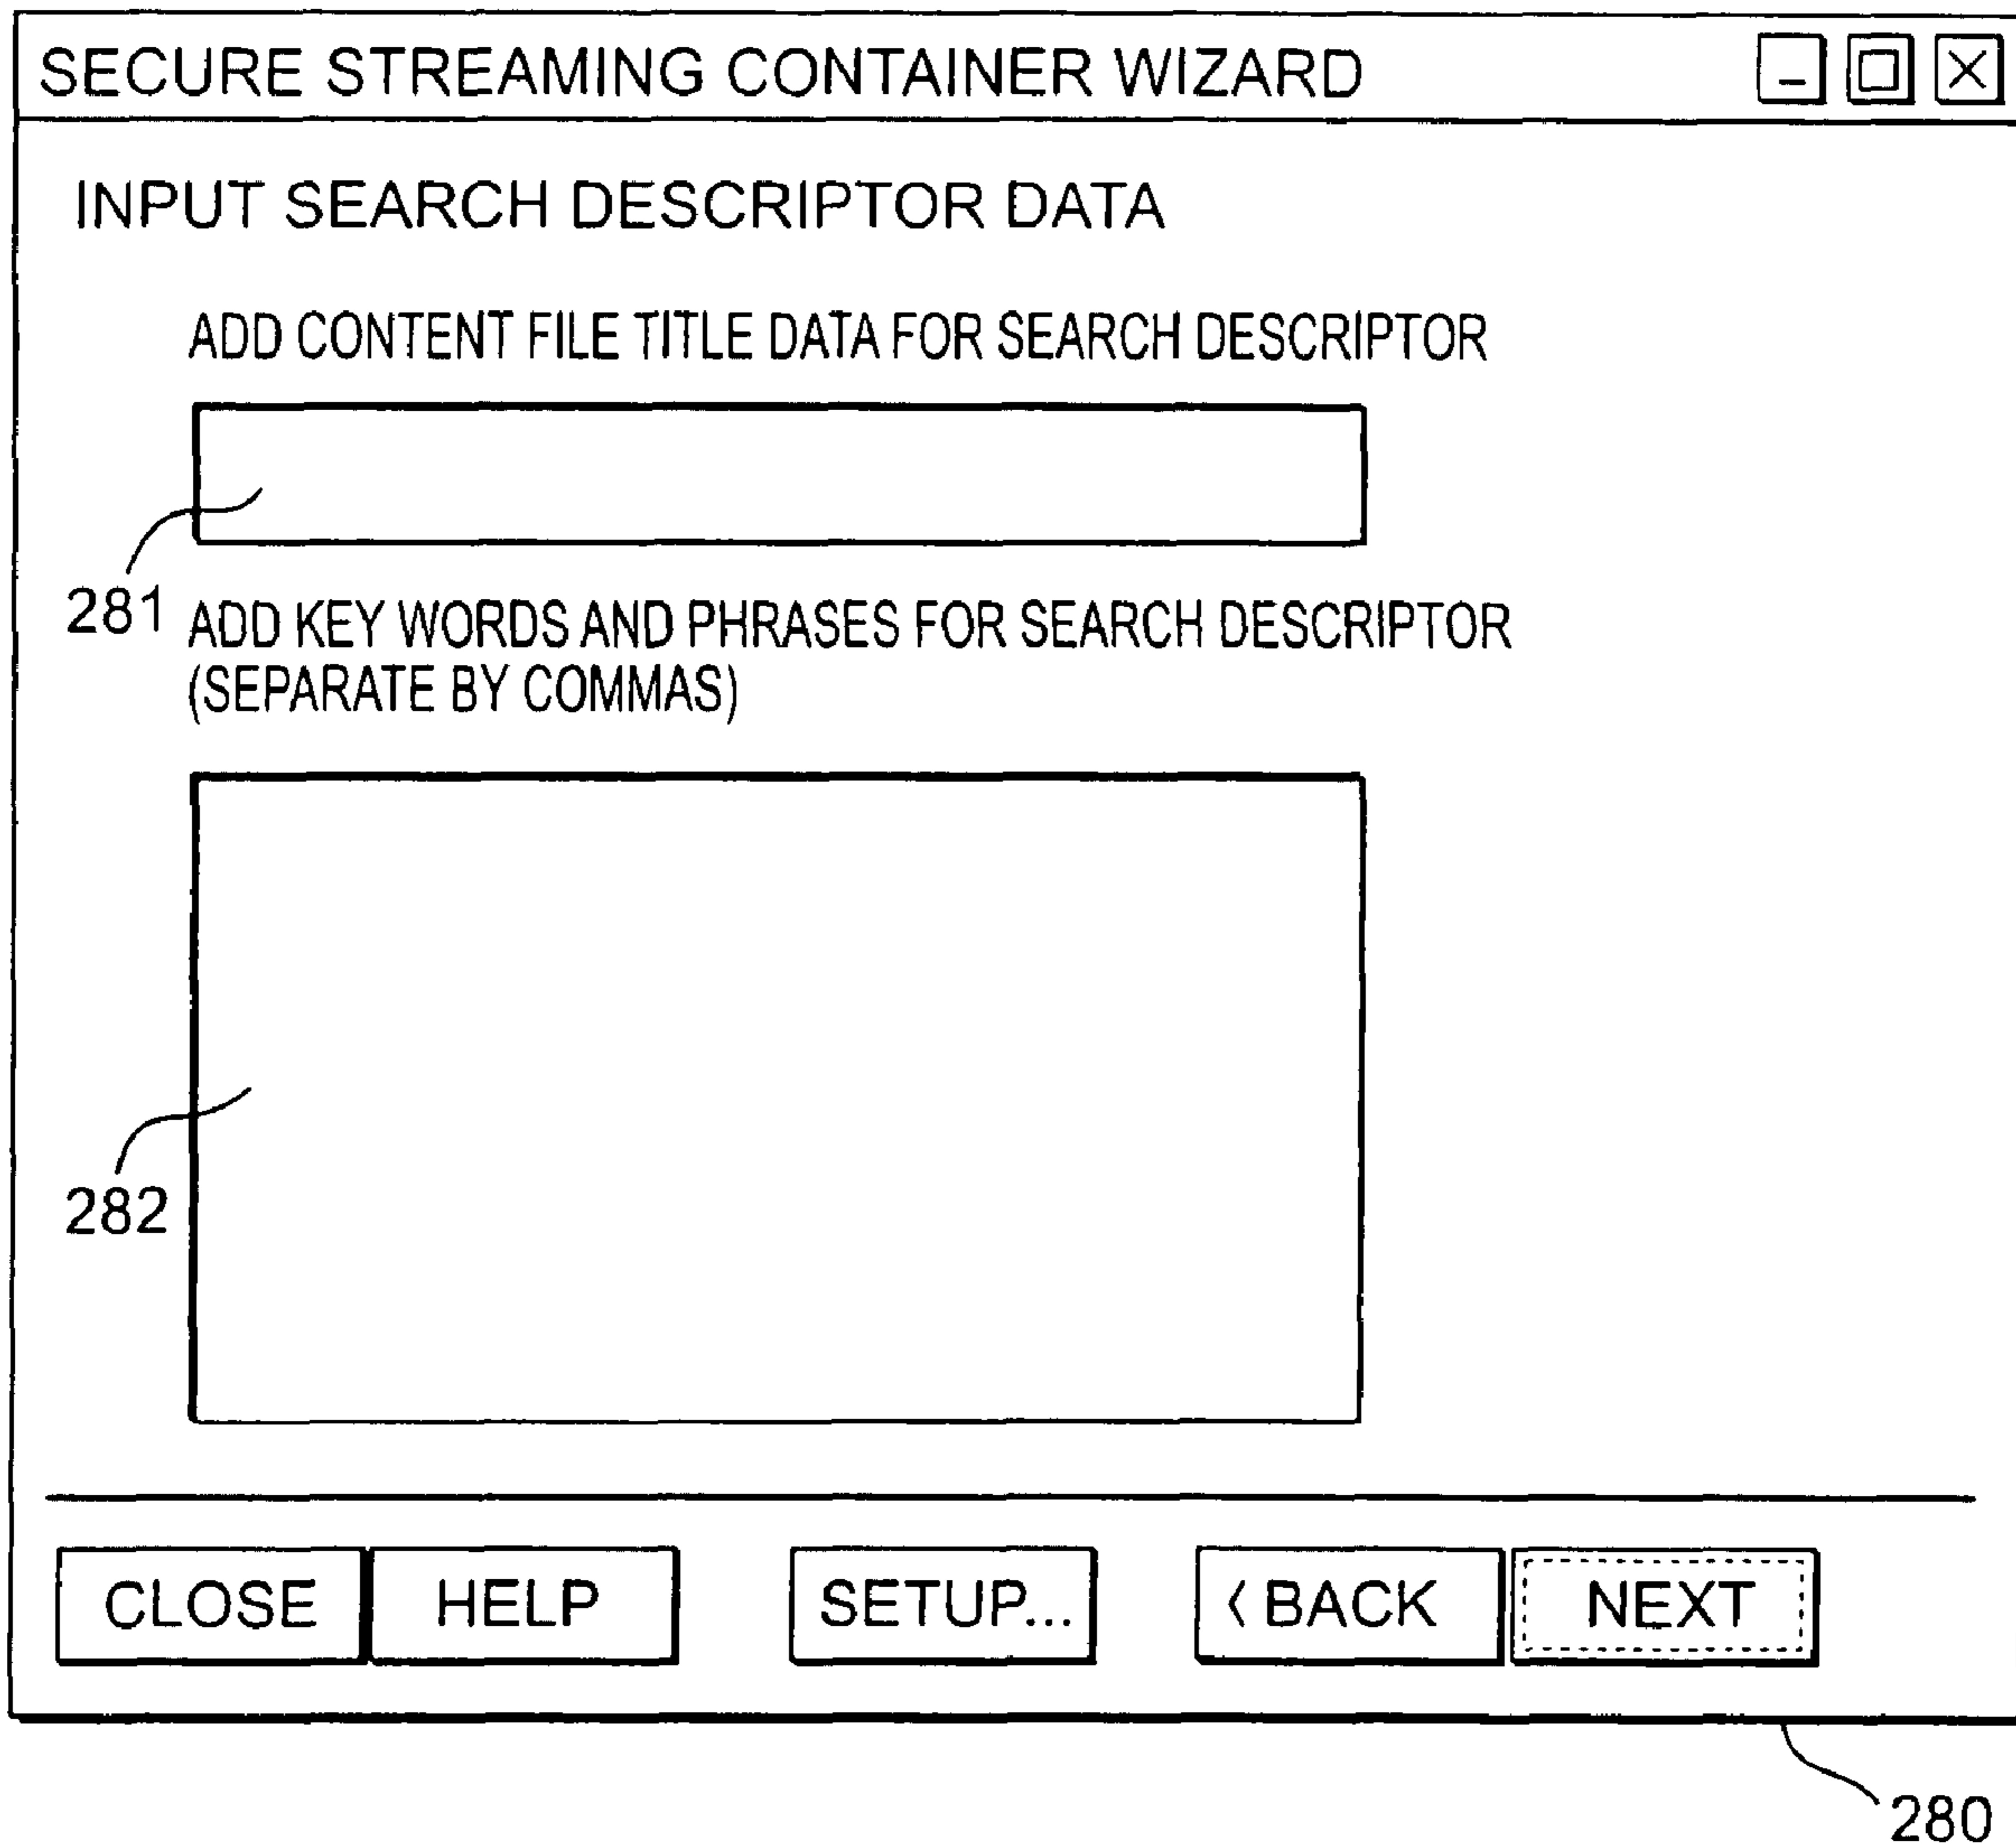 SECURE STREAMING CONTAINER WIZARD
INPUT SEARCH DESCRIPTOR DATA
ADD CONTENT FILE TITLE DATA FOR SEARCH DESCRIPTOR
281
ADD KEY WORDS AND PHRASES FOR SEARCH DESCRIPTOR
(SEPARATE BY COMMAS)
282
CLOSE HELP SETUP... < BACK NEXT
280